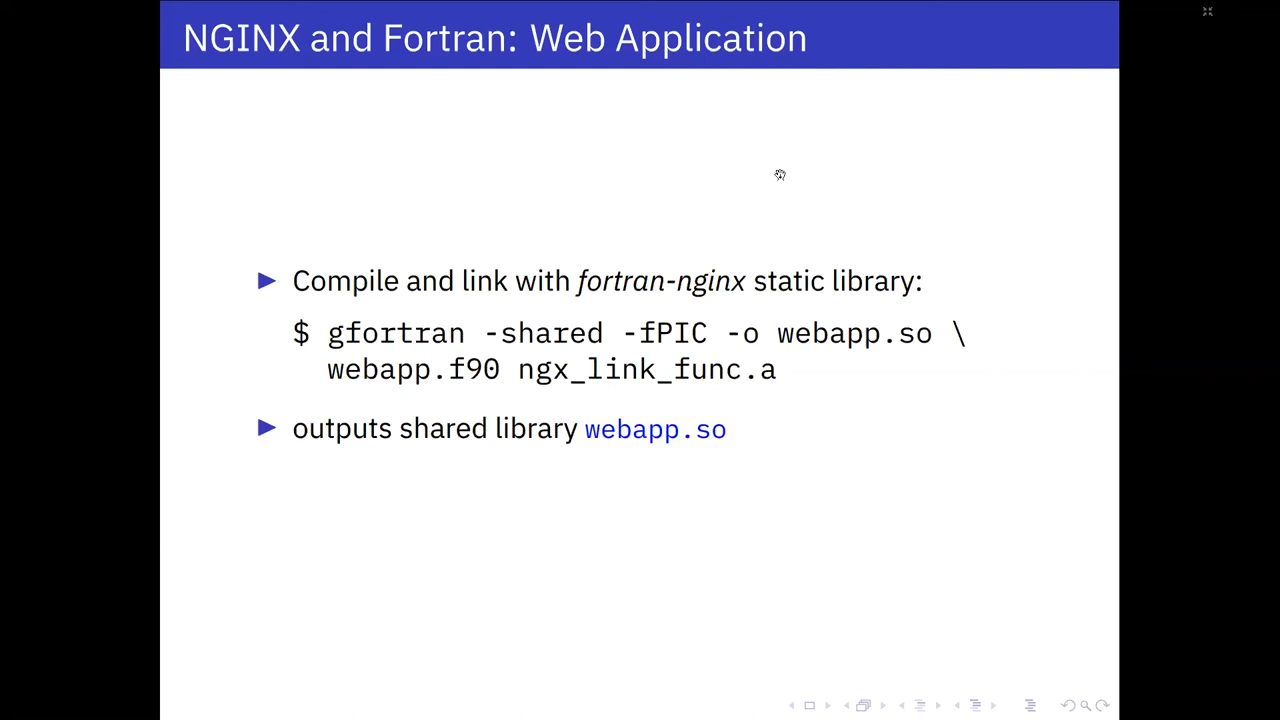 NGINX and Fortran: Web Application
Compile and link with fortran-nginx static library:
$ gfortran -shared -fPIC -o webapp.so \
webapp.f90 ngx_link_func.a
outputs shared library webapp.so